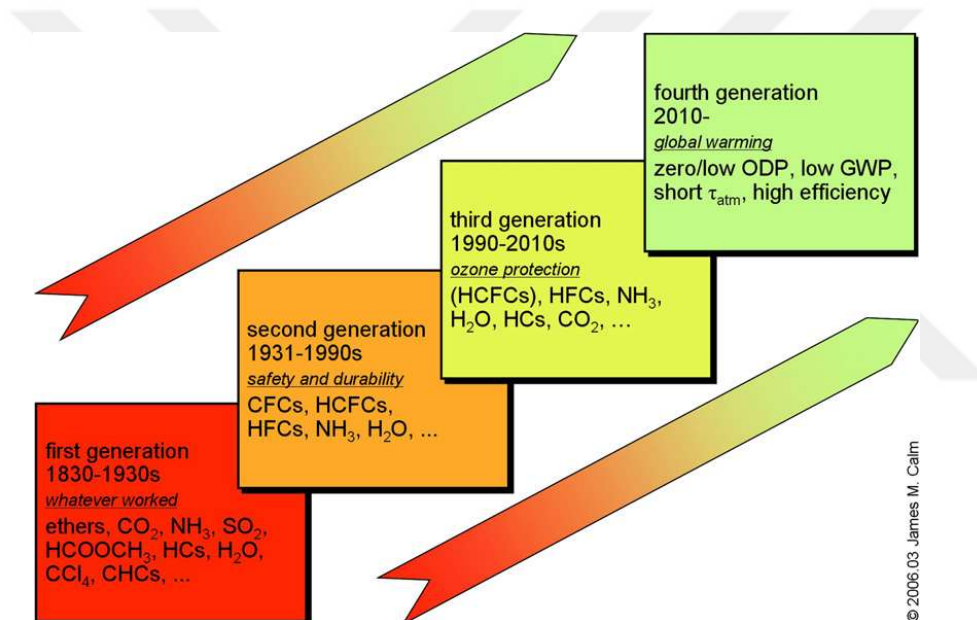 first generation
1830-1930s
whatever worked
ethers, CO₂, NH₃, SO₂,
HCOOCH₃, HCs, H₂O,
CCl₄, CHCs, ...
second generation
1931-1990s
safety and durability
CFCs, HCFCs,
HFCs, NH₃, H₂O, ...
third generation
1990-2010s
ozone protection
(HCFCs), HFCs, NH₃,
H₂O, HCs, CO₂, ...
fourth generation
2010-
global warming
zero/low ODP, low GWP,
short τₐₜₘ, high efficiency
© 2006.03 James M. Calm